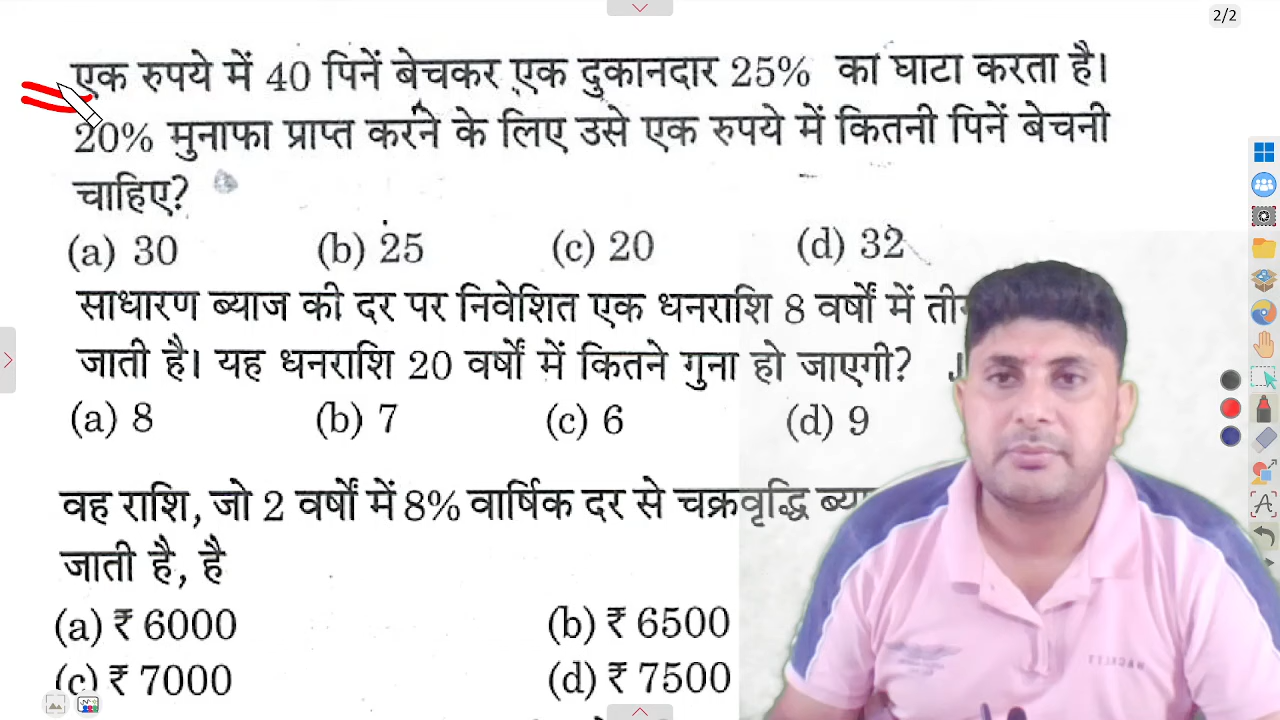 2/2
एक रुपये में 40 पिनें बेचकर एक दुकानदार 25% का घाटा करता है।
20% मुनाफा प्राप्त करने के लिए उसे एक रुपये में कितनी पिनें बेचनी
चाहिए?
(a) 30 (b) 25 (c) 20 (d) 32
साधारण ब्याज की दर पर निवेशित एक धनराशि 8 वर्षों में
जाती है। यह धनराशि 20 वर्षों में कितने गुना हो जाएगी?
(a) 8 (b) 7 (c) 6 (d) 9
वह राशि, जो 2 वर्षों में 8% वार्षिक दर से चक्रवृद्धि
जाती है, है
(a) ₹ 6000 (b) ₹ 6500
(c) ₹ 7000 (d) ₹ 7500